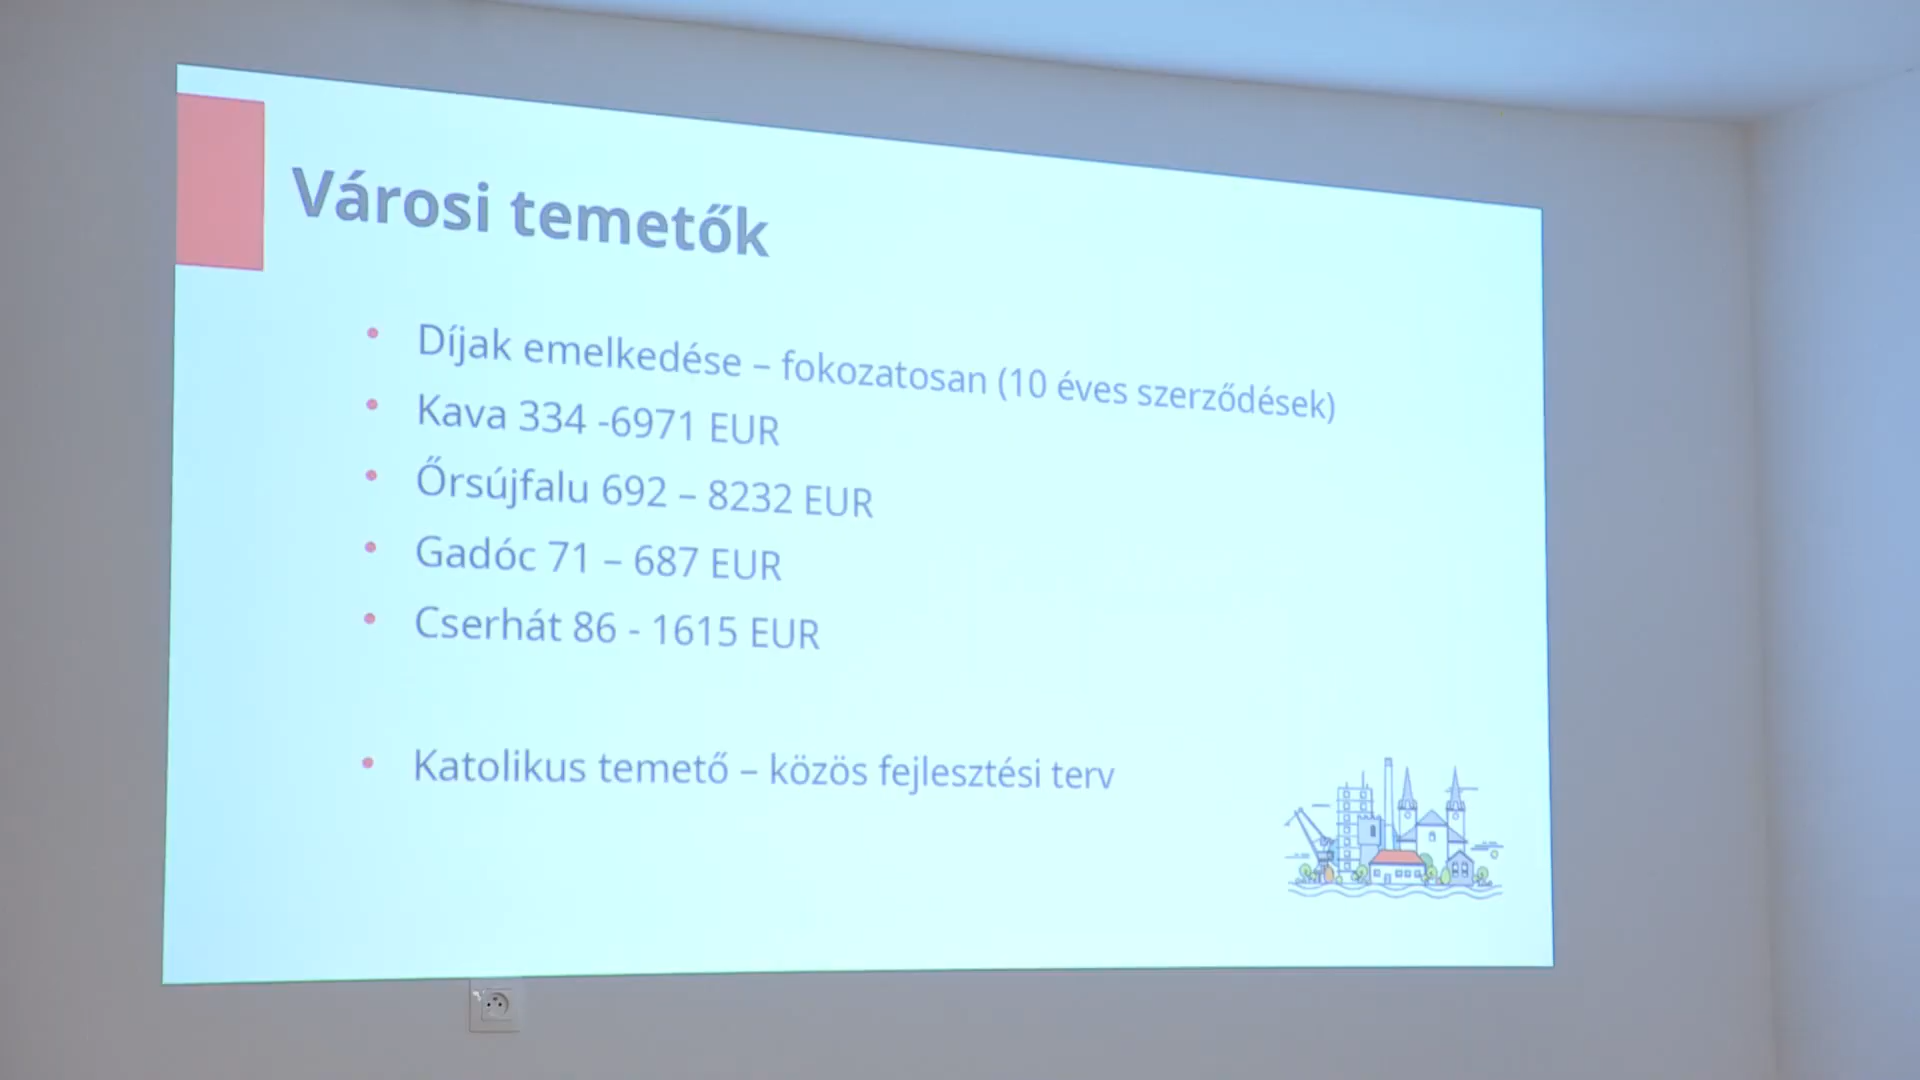 Városi temetők
• Díjak emelkedése – fokozatosan (10 éves szerződések)
• Kava 334 -6971 EUR
• Őrsújfalu 692 – 8232 EUR
• Gadóc 71 – 687 EUR
• Cserhát 86 - 1615 EUR
• Katolikus temető – közös fejlesztési terv